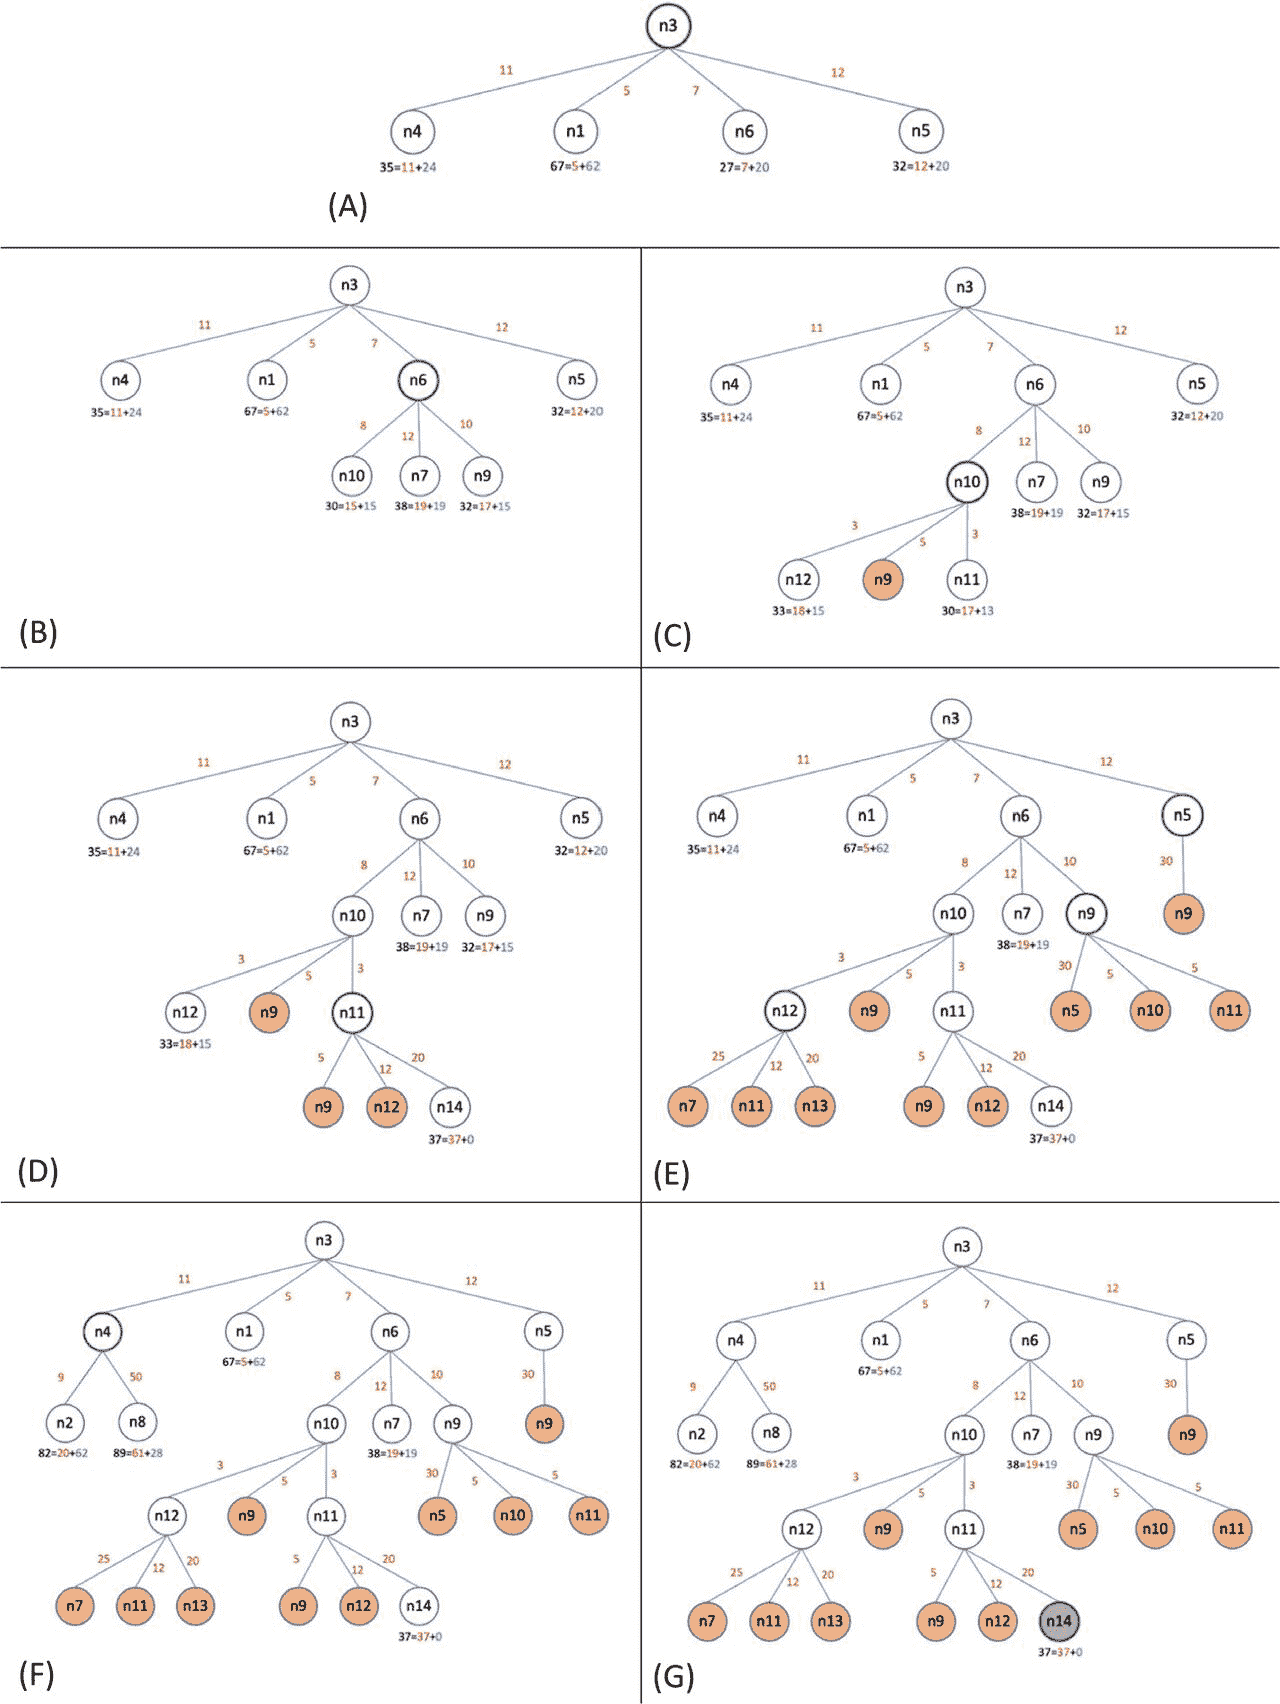 n3
11 5 7 12
n4 n1 n6 n5
35=11+24 67=5+62 27=7+20 32=12+20
(A)
n3
11 5 7 12
n4 n1 n6 n5
35=11+24 67=5+62 32=12+20
8 12 10
n10 n7 n9
30=15+15 38=19+19 32=17+15
(B)
n3
11 5 7 12
n4 n1 n6 n5
35=11+24 67=5+62 32=12+20
8 12 10
n10 n7 n9
38=19+19 32=17+15
3 5 3
n12 n9 n11
33=18+15 30=17+13
(C)
n3
11 5 7 12
n4 n1 n6 n5
35=11+24 67=5+62 32=12+20
8 12 10
n10 n7 n9
38=19+19 32=17+15
3 5 3
n12 n9 n11
33=18+15
5 12 20
n9 n12 n14
37=37+0
(D)
n3
11 5 7 12
n4 n1 n6 n5
35=11+24 67=5+62
8 12 10 30
n10 n7 n9 n9
38=19+19
3 5 3 30 5 5
n12 n9 n11 n5 n10 n11
25 12 20 5 12 20
n7 n11 n13 n9 n12 n14
37=37+0
(E)
n3
11 5 7 12
n4 n1 n6 n5
67=5+62
9 50 8 12 10 30
n2 n8 n10 n7 n9 n9
82=20+62 89=61+28 38=19+19
3 5 3 30 5 5
n12 n9 n11 n5 n10 n11
25 12 20 5 12 20
n7 n11 n13 n9 n12 n14
37=37+0
(F)
n3
11 5 7 12
n4 n1 n6 n5
67=5+62
9 50 8 12 10 30
n2 n8 n10 n7 n9 n9
82=20+62 89=61+28 38=19+19
3 5 3 30 5 5
n12 n9 n11 n5 n10 n11
25 12 20 5 12 20
n7 n11 n13 n9 n12 n14
37=37+0
(G)